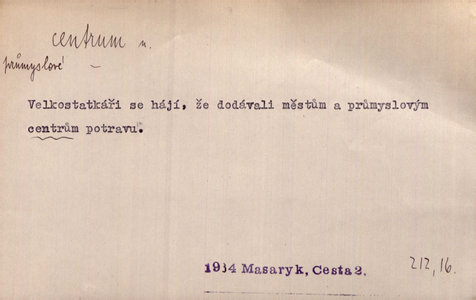 centrum n.
průmyslové –
Velkostatkáři se hájí, že dodávali městům a průmyslovým
centrům potravu.
1934 Masaryk, Cesta 2. 212,16.